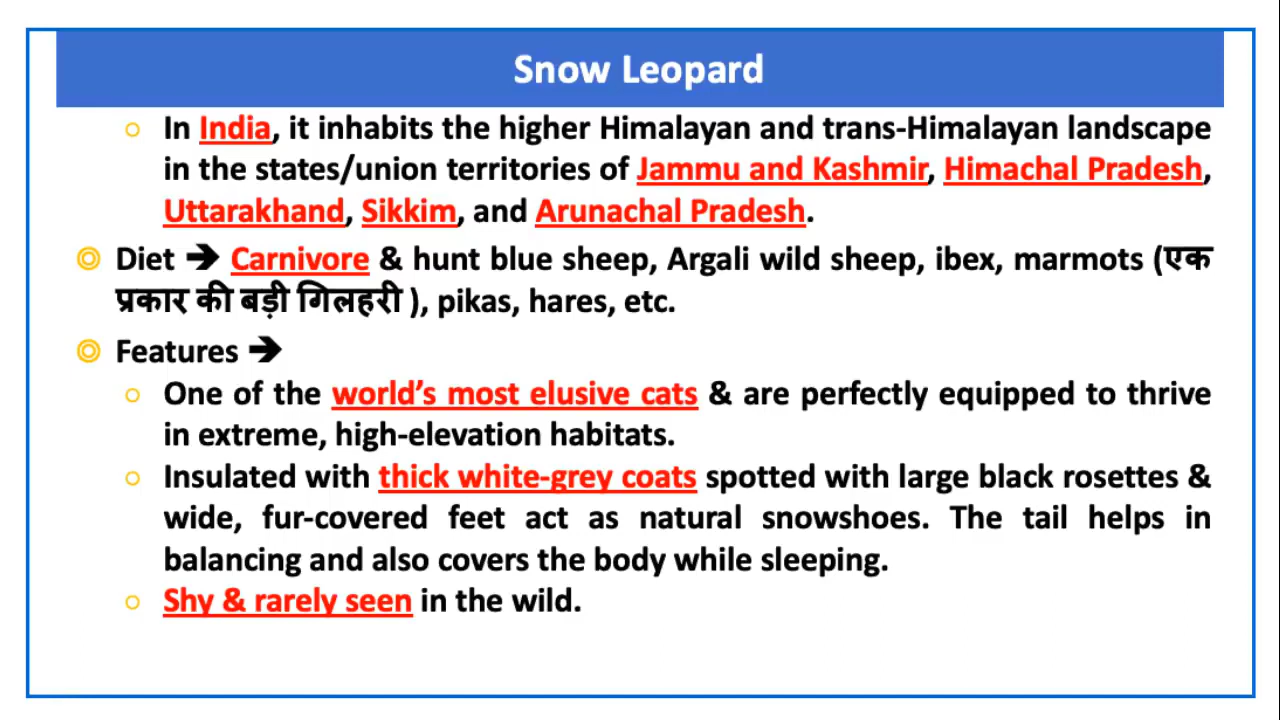 Snow Leopard
○ In India, it inhabits the higher Himalayan and trans-Himalayan landscape
in the states/union territories of Jammu and Kashmir, Himachal Pradesh,
Uttarakhand, Sikkim, and Arunachal Pradesh.
◎ Diet ➔ Carnivore & hunt blue sheep, Argali wild sheep, ibex, marmots (एक
प्रकार की बड़ी गिलहरी ), pikas, hares, etc.
◎ Features ➔
○ One of the world’s most elusive cats & are perfectly equipped to thrive
in extreme, high-elevation habitats.
○ Insulated with thick white-grey coats spotted with large black rosettes &
wide, fur-covered feet act as natural snowshoes. The tail helps in
balancing and also covers the body while sleeping.
○ Shy & rarely seen in the wild.